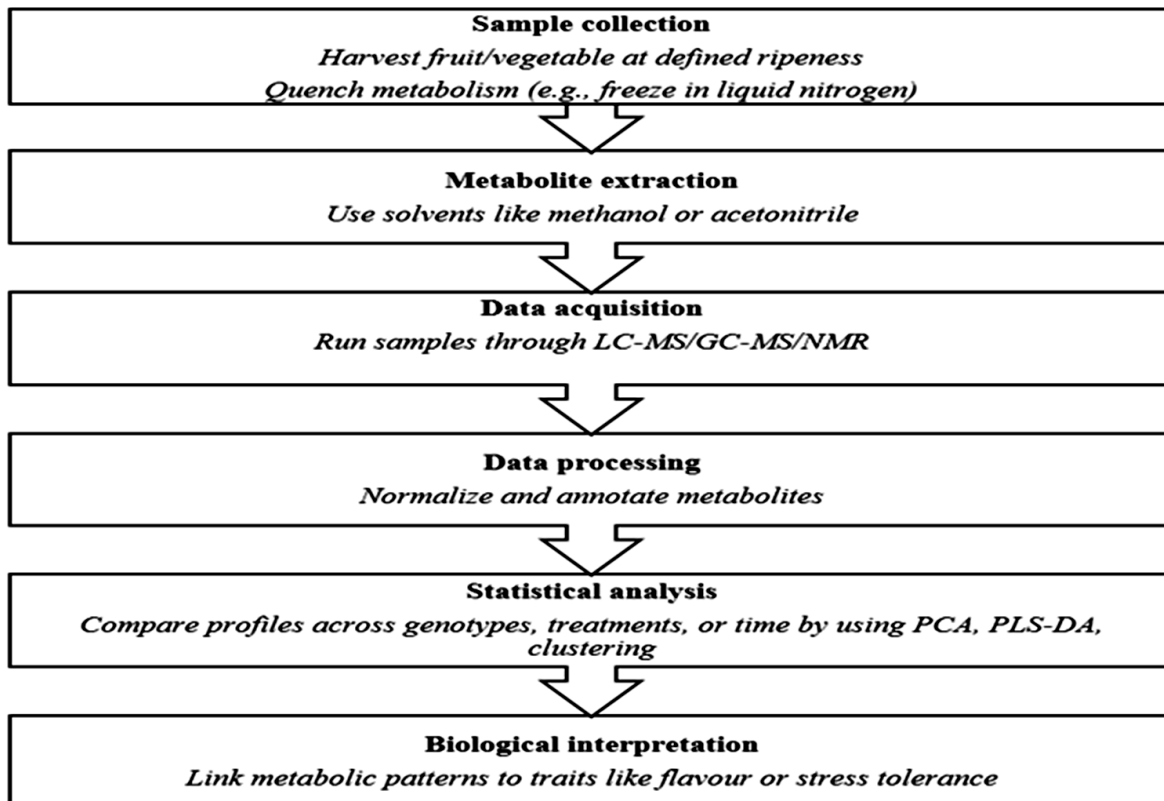 Sample collection
Harvest fruit/vegetable at defined ripeness
Quench metabolism (e.g., freeze in liquid nitrogen)
Metabolite extraction
Use solvents like methanol or acetonitrile
Data acquisition
Run samples through LC-MS/GC-MS/NMR
Data processing
Normalize and annotate metabolites
Statistical analysis
Compare profiles across genotypes, treatments, or time by using PCA, PLS-DA,
clustering
Biological interpretation
Link metabolic patterns to traits like flavour or stress tolerance